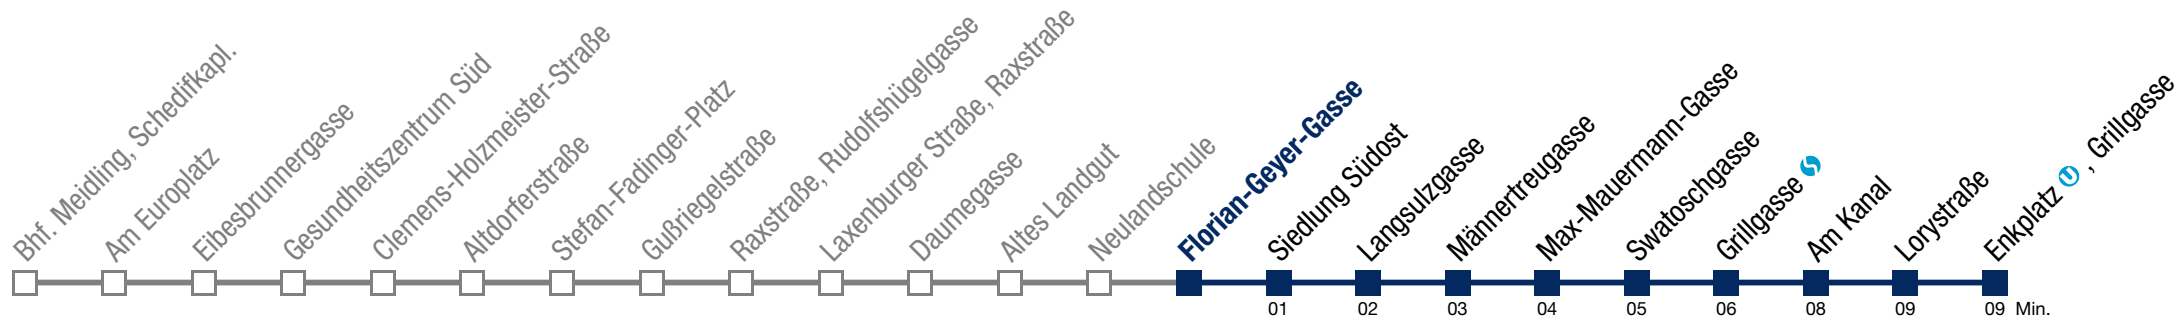 Bhf. Meidling, Schedifkapl.
Am Europlatz
Eibesbrunnergasse
Gesundheitszentrum Süd
Clemens-Holzmeister-Straße
Altdorferstraße
Stefan-Fadinger-Platz
Gußriegelstraße
Raxstraße, Rudolfshügelgasse
Laxenburger Straße, Raxstraße
Daumegasse
Altes Landgut
Neulandschule
Florian-Geyer-Gasse
Siedlung Südost
Langsulzgasse
Männertreugasse
Max-Mauermann-Gasse
Swatoschgasse
Grillgasse S
Am Kanal
Lorystraße
Enkplatz U , Grillgasse
01 02 03 04 05 06 08 09 09 Min.